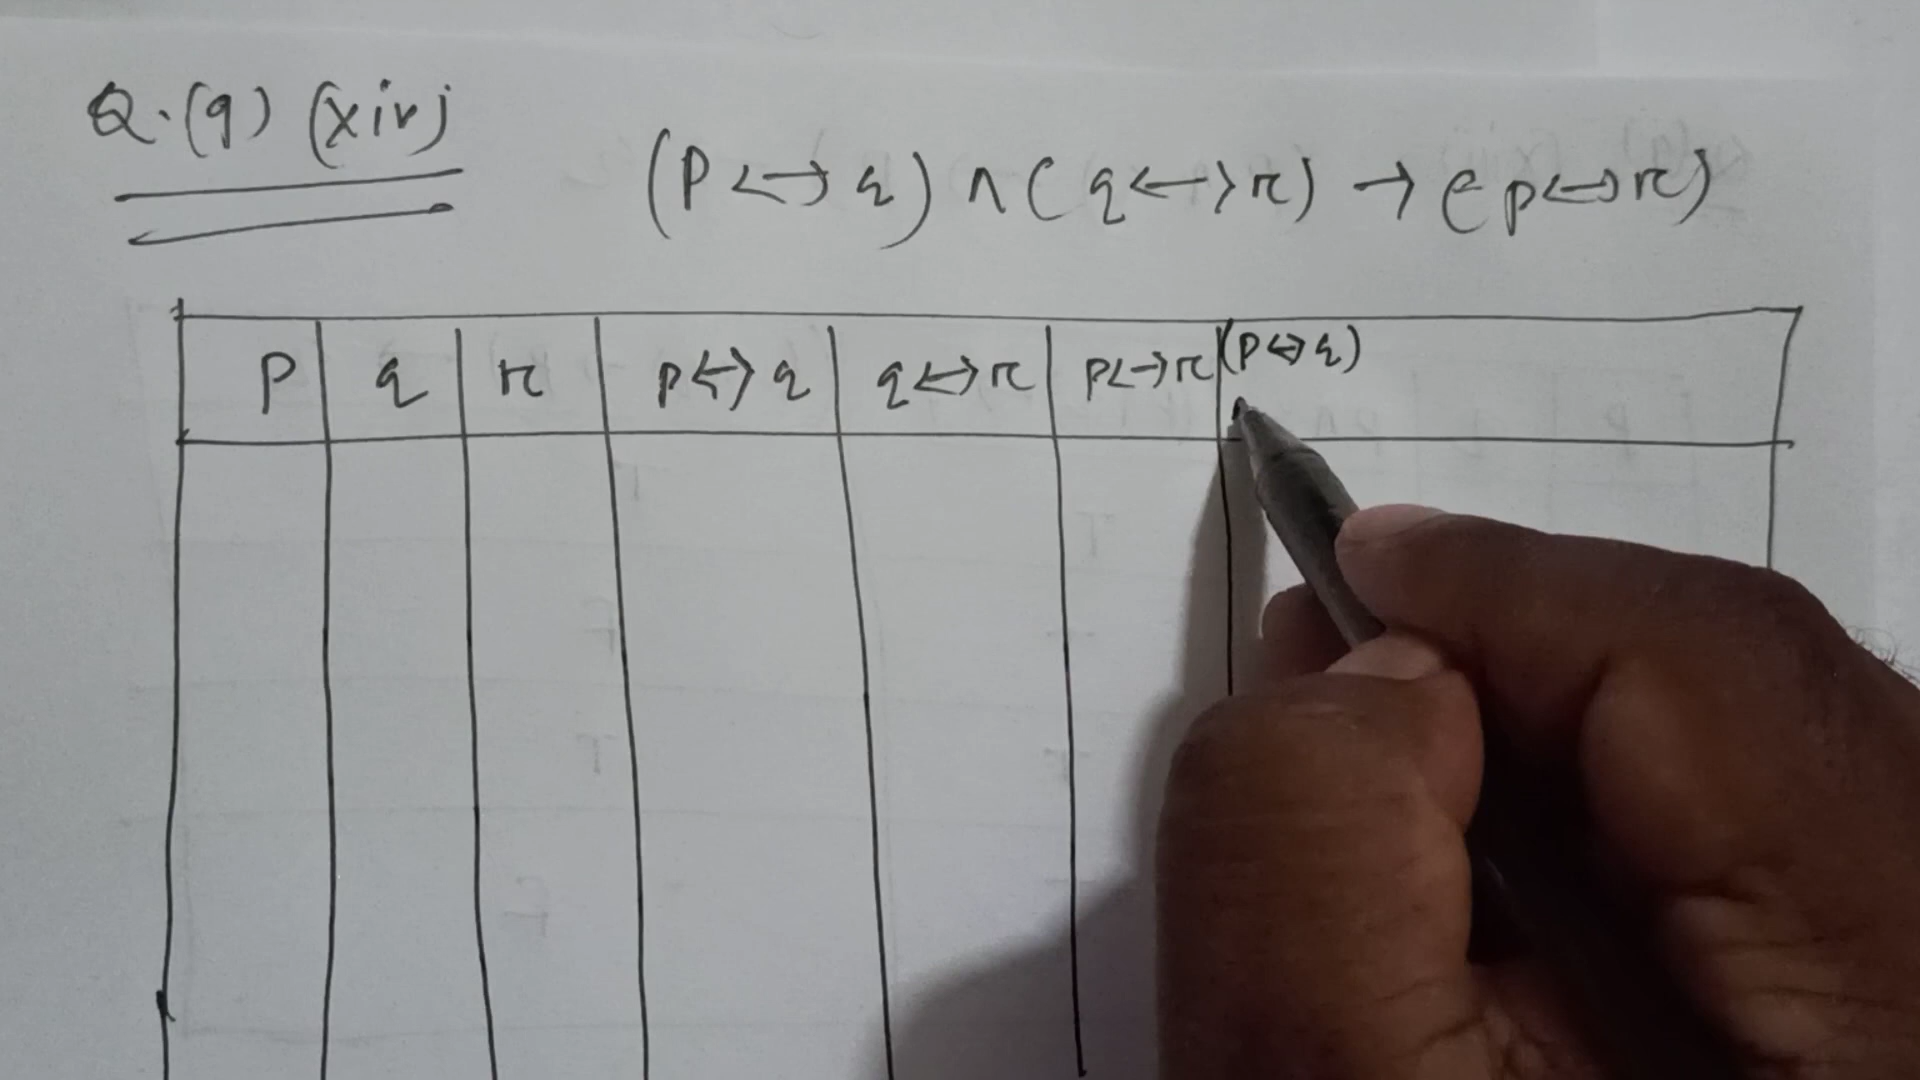 Q.(9) (xiv)
(P ↔ q) ∧ ( q ↔ r) → ( p ↔ r)
P q r p ↔ q q ↔ r p ↔ r (p ↔ q)